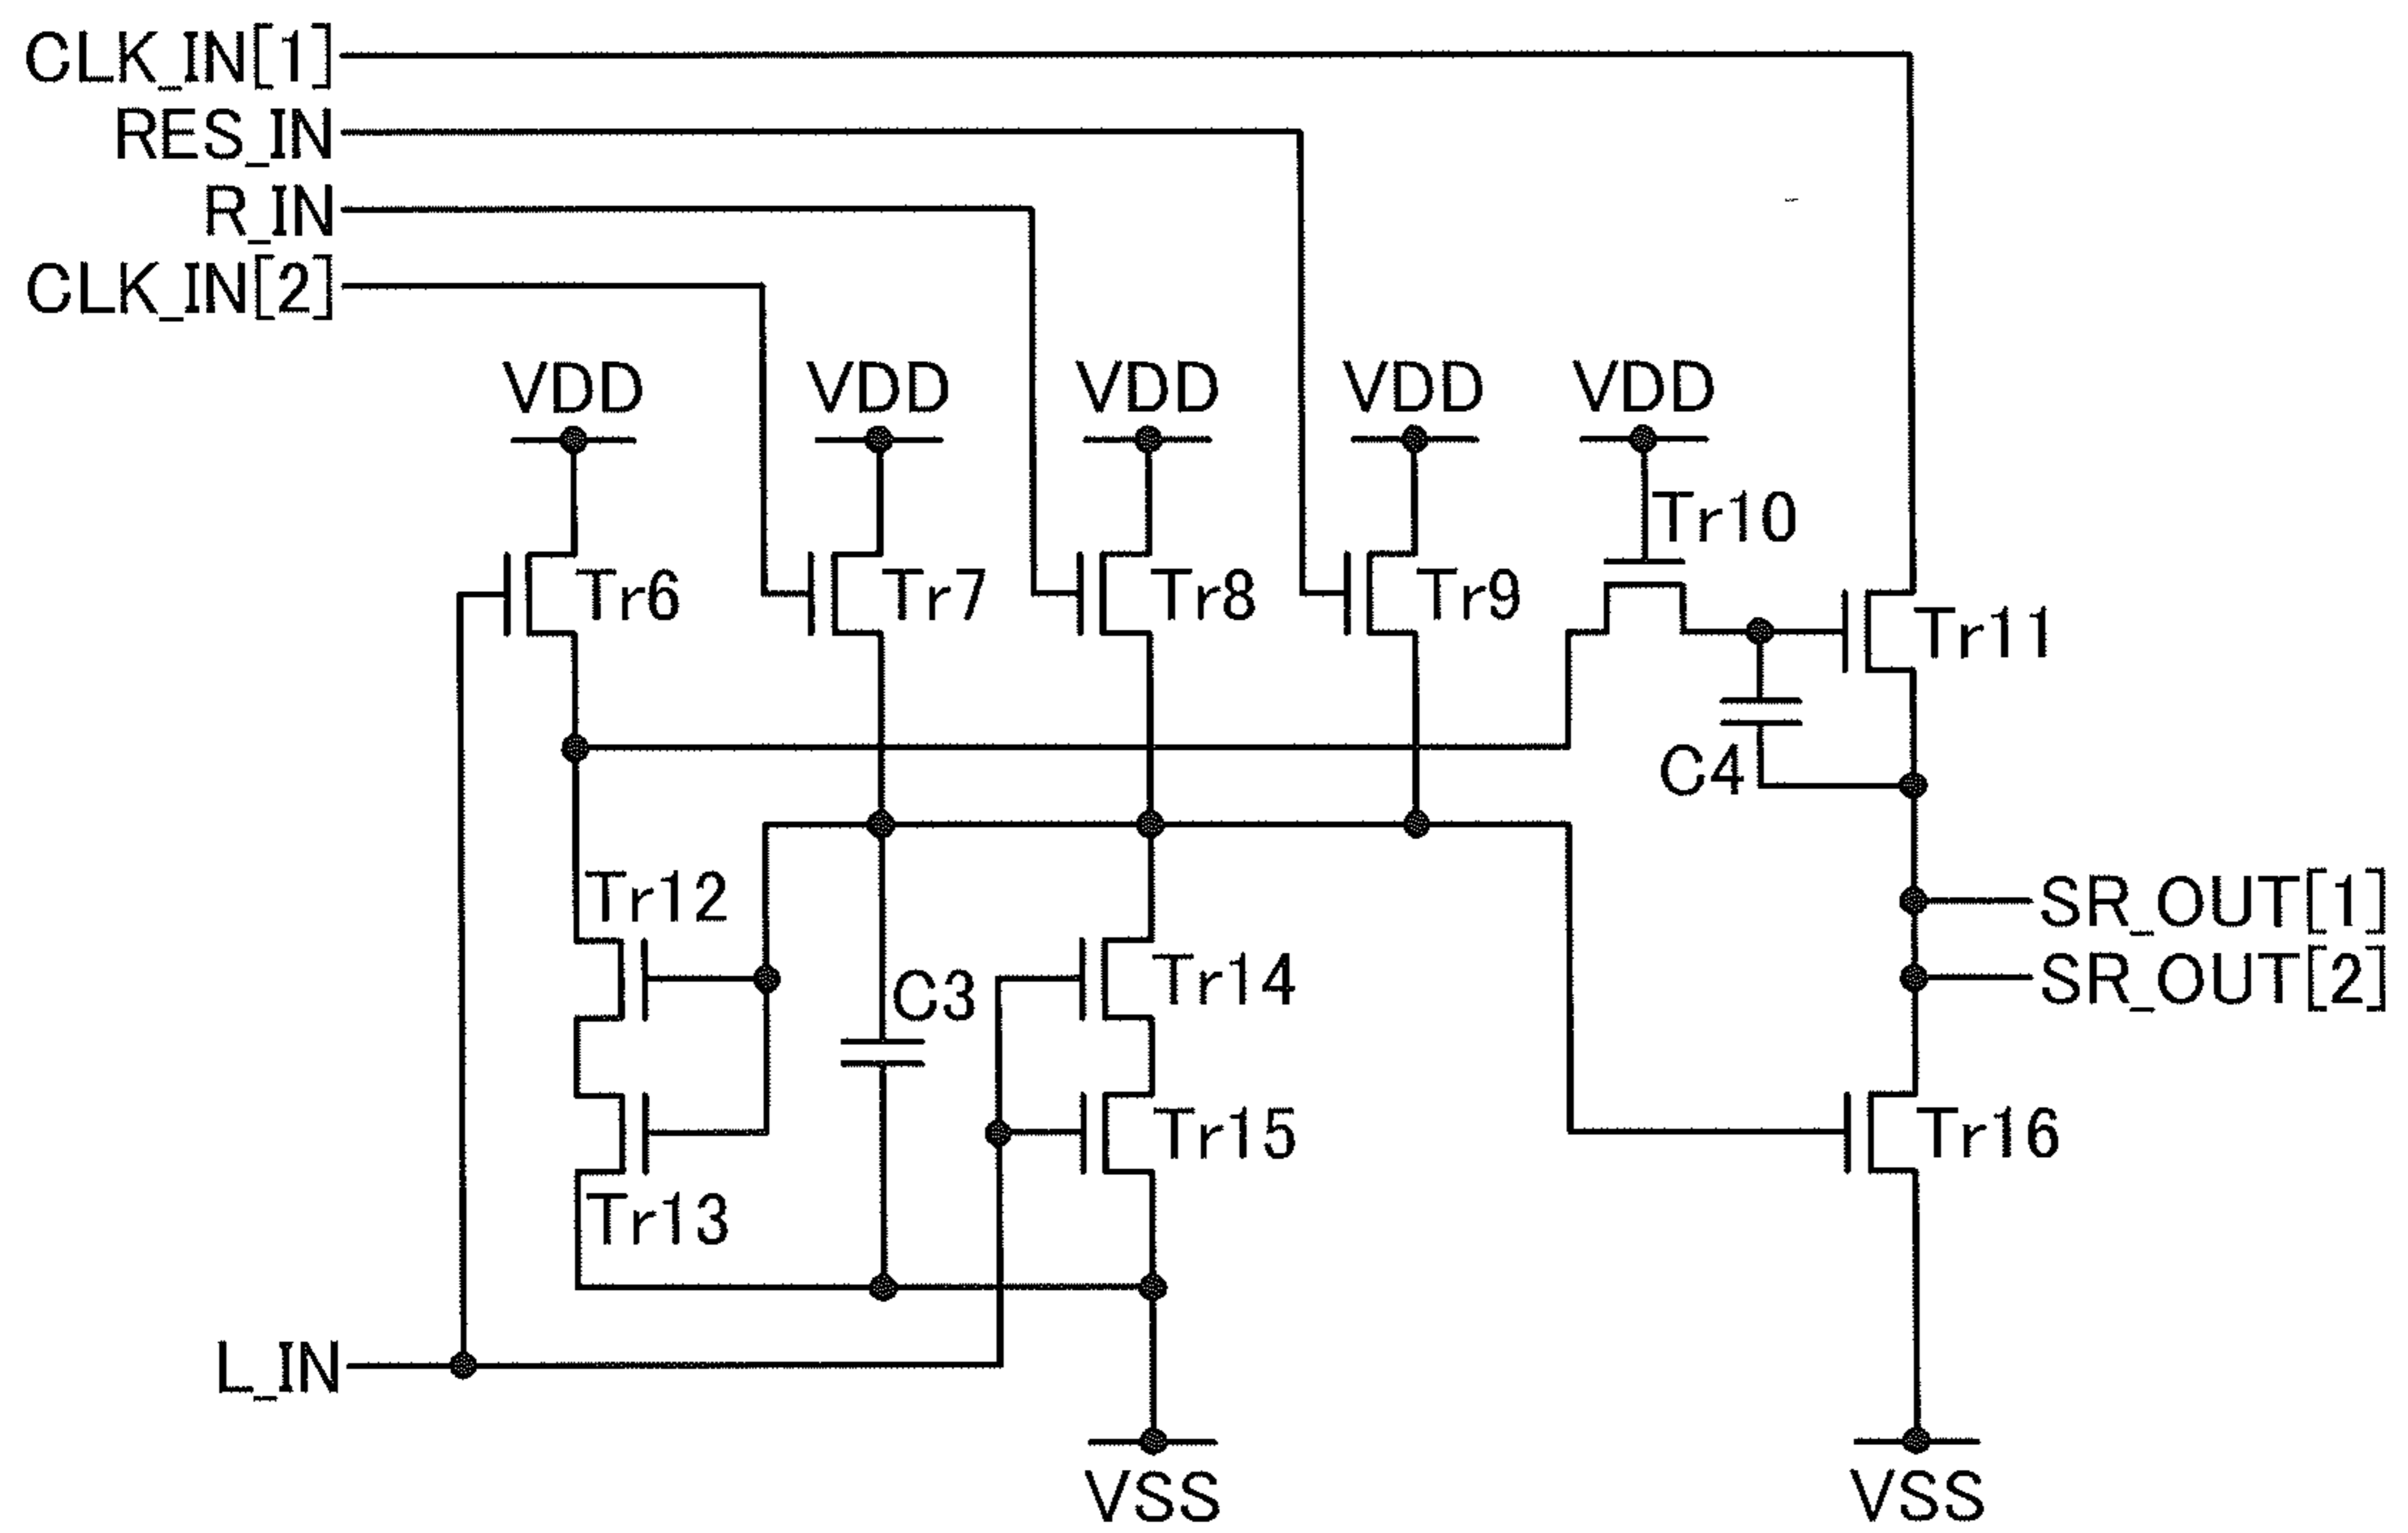 CLK_IN[1]
RES_IN
R_IN
CLK_IN[2]
VDD VDD VDD VDD VDD
Tr10
Tr6 Tr7 Tr8 Tr9 Tr11
C4
Tr12 SR_OUT[1]
C3 Tr14 SR_OUT[2]
Tr15 Tr16
Tr13
L_IN
VSS VSS